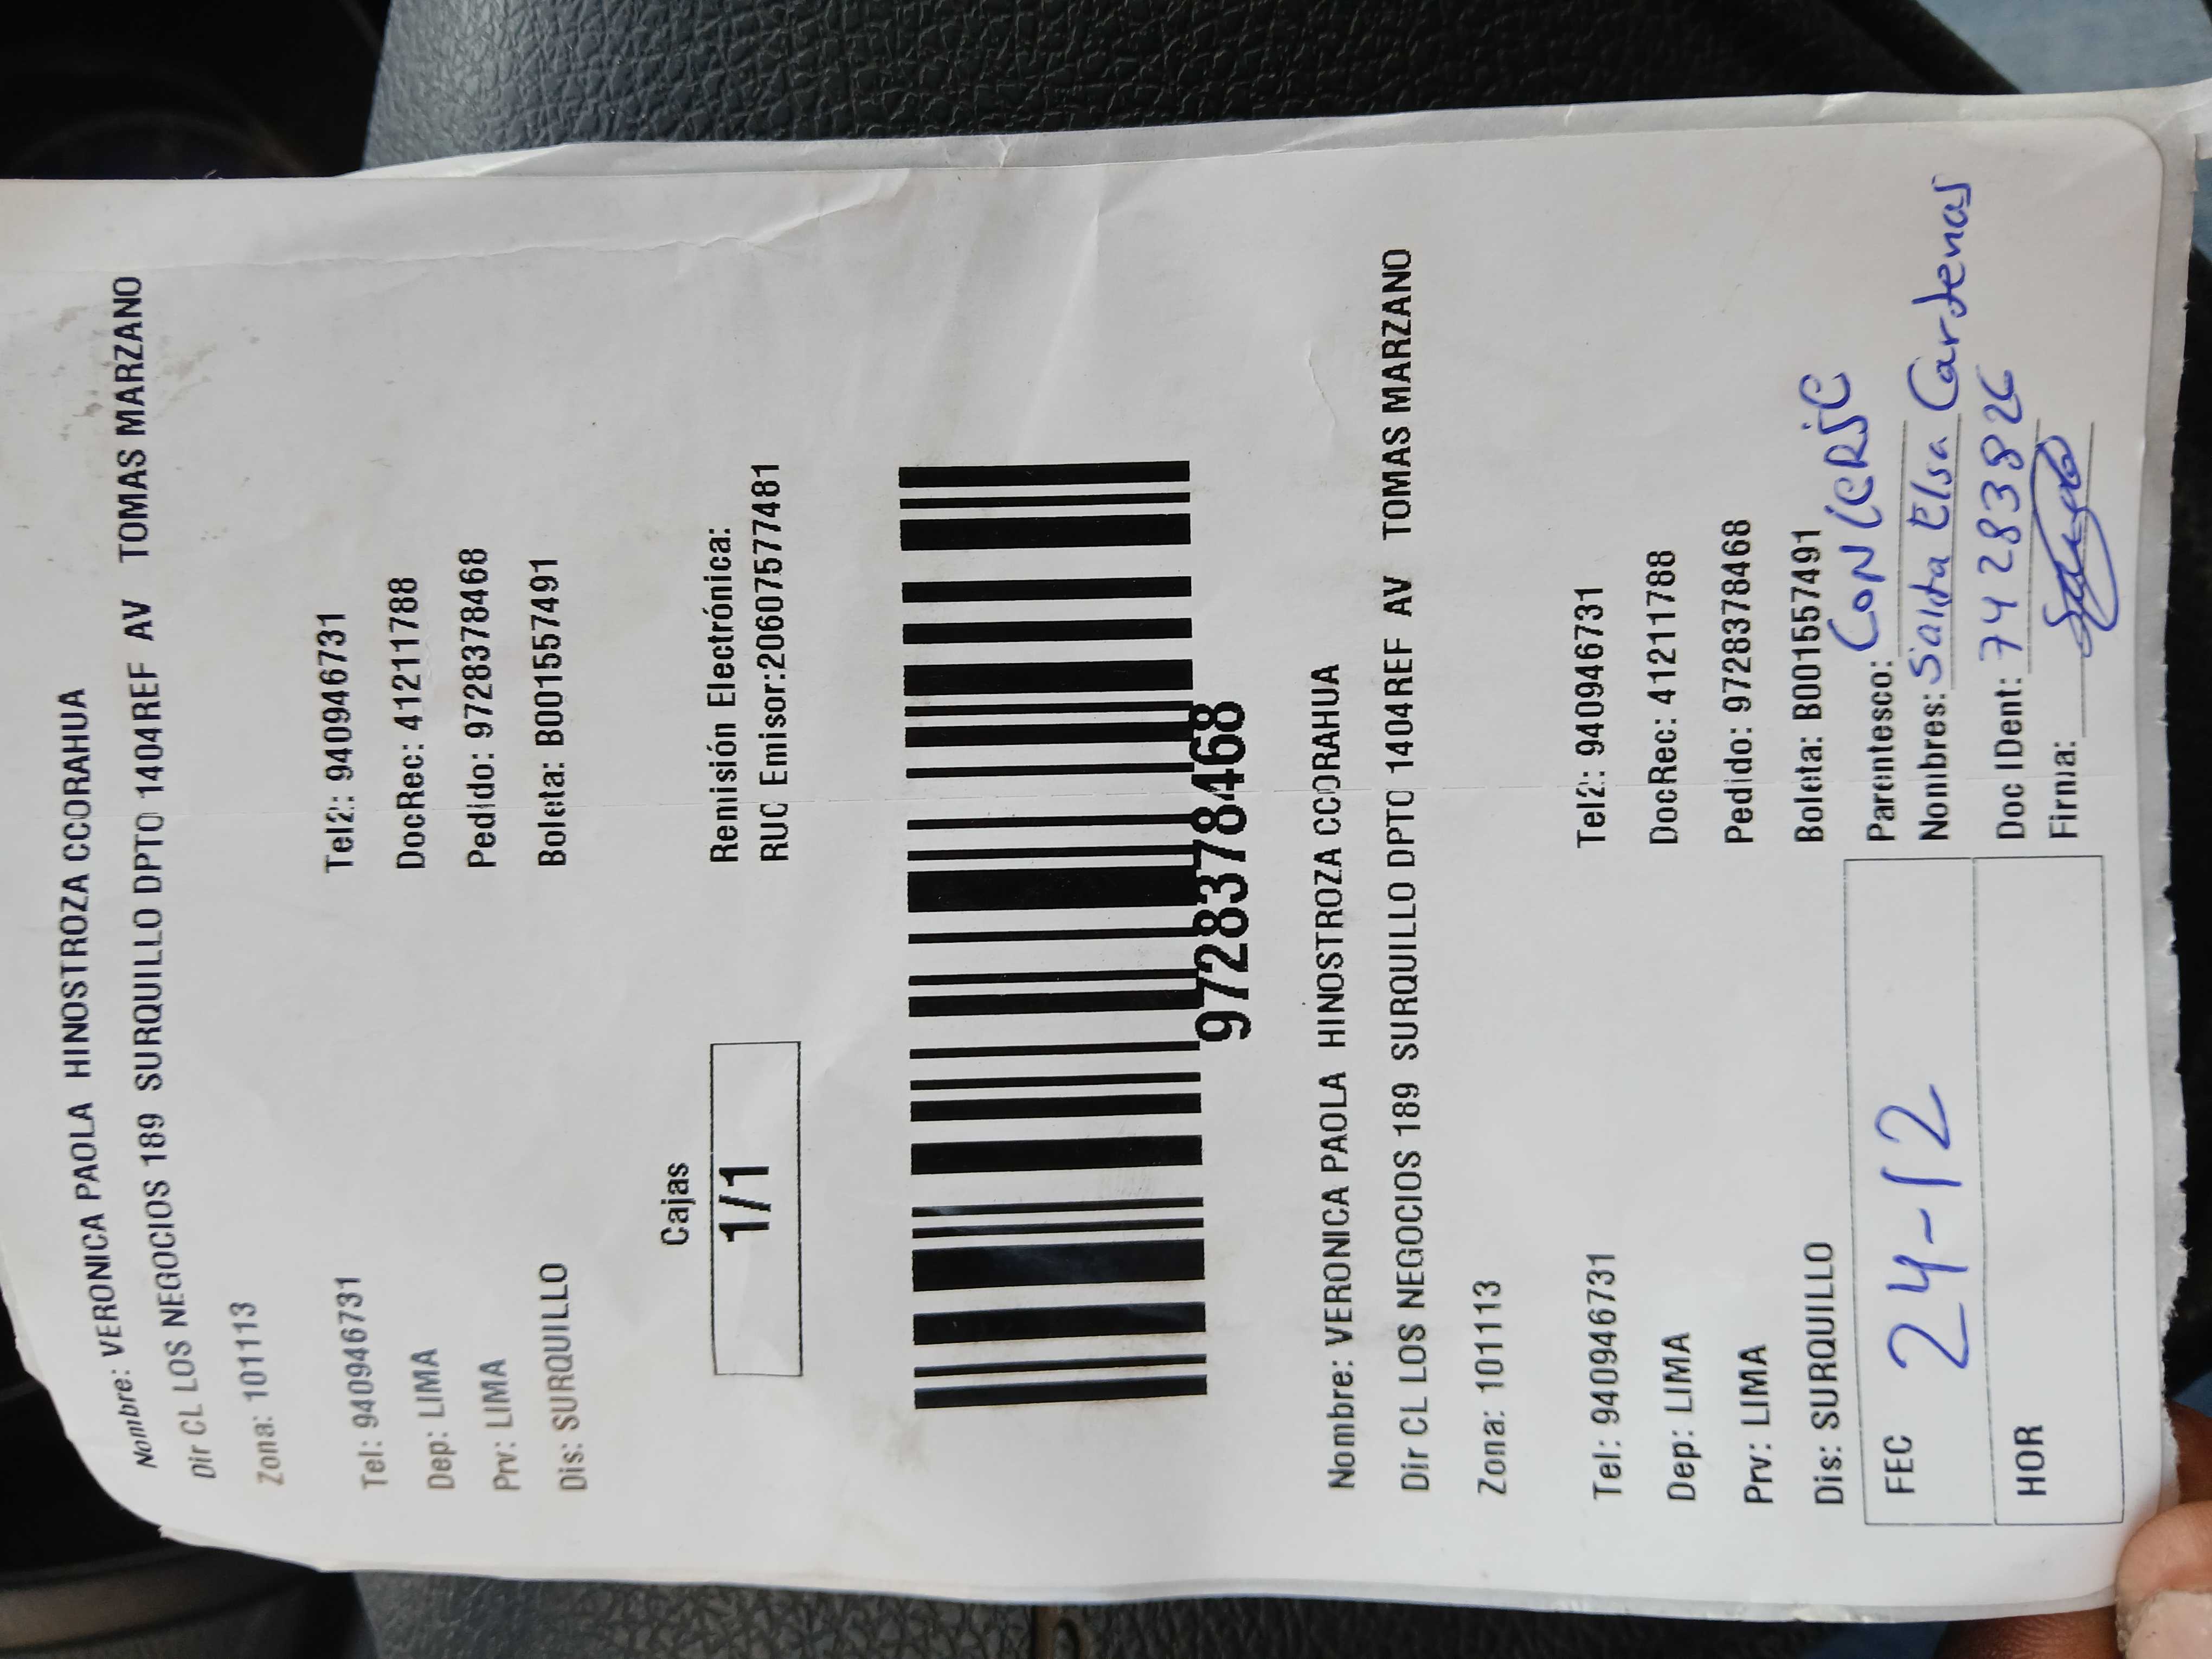 Nombre: VERONICA PAOLA HINOSTROZA CCORAHUA
Dir CL LOS NEGOCIOS 189 SURQUILLO DPTO 1404REF AV TOMAS MARZANO
Zona: 101113
Tel: 940946731 Tel2: 940946731
Dep: LIMA DocRec: 41211788
Prv: LIMA Pedido: 9728378468
Dis: SURQUILLO Boleta: B001557491
Cajas Remisión Electrónica:
1/1 RUC Emisor:20607577481
9728378468
Nombre: VERONICA PAOLA HINOSTROZA CCORAHUA
Dir CL LOS NEGOCIOS 189 SURQUILLO DPTO 1404REF AV TOMAS MARZANO
Zona: 101113
Tel: 940946731 Tel2: 940946731
Dep: LIMA DocRec: 41211788
Prv: LIMA Pedido: 9728378468
Dis: SURQUILLO Boleta: B001557491
FEC 24-12 Parentesco:
Nombres: Santa Elsa Cardenas
HOR Doc IDent: 74283826
Firma: